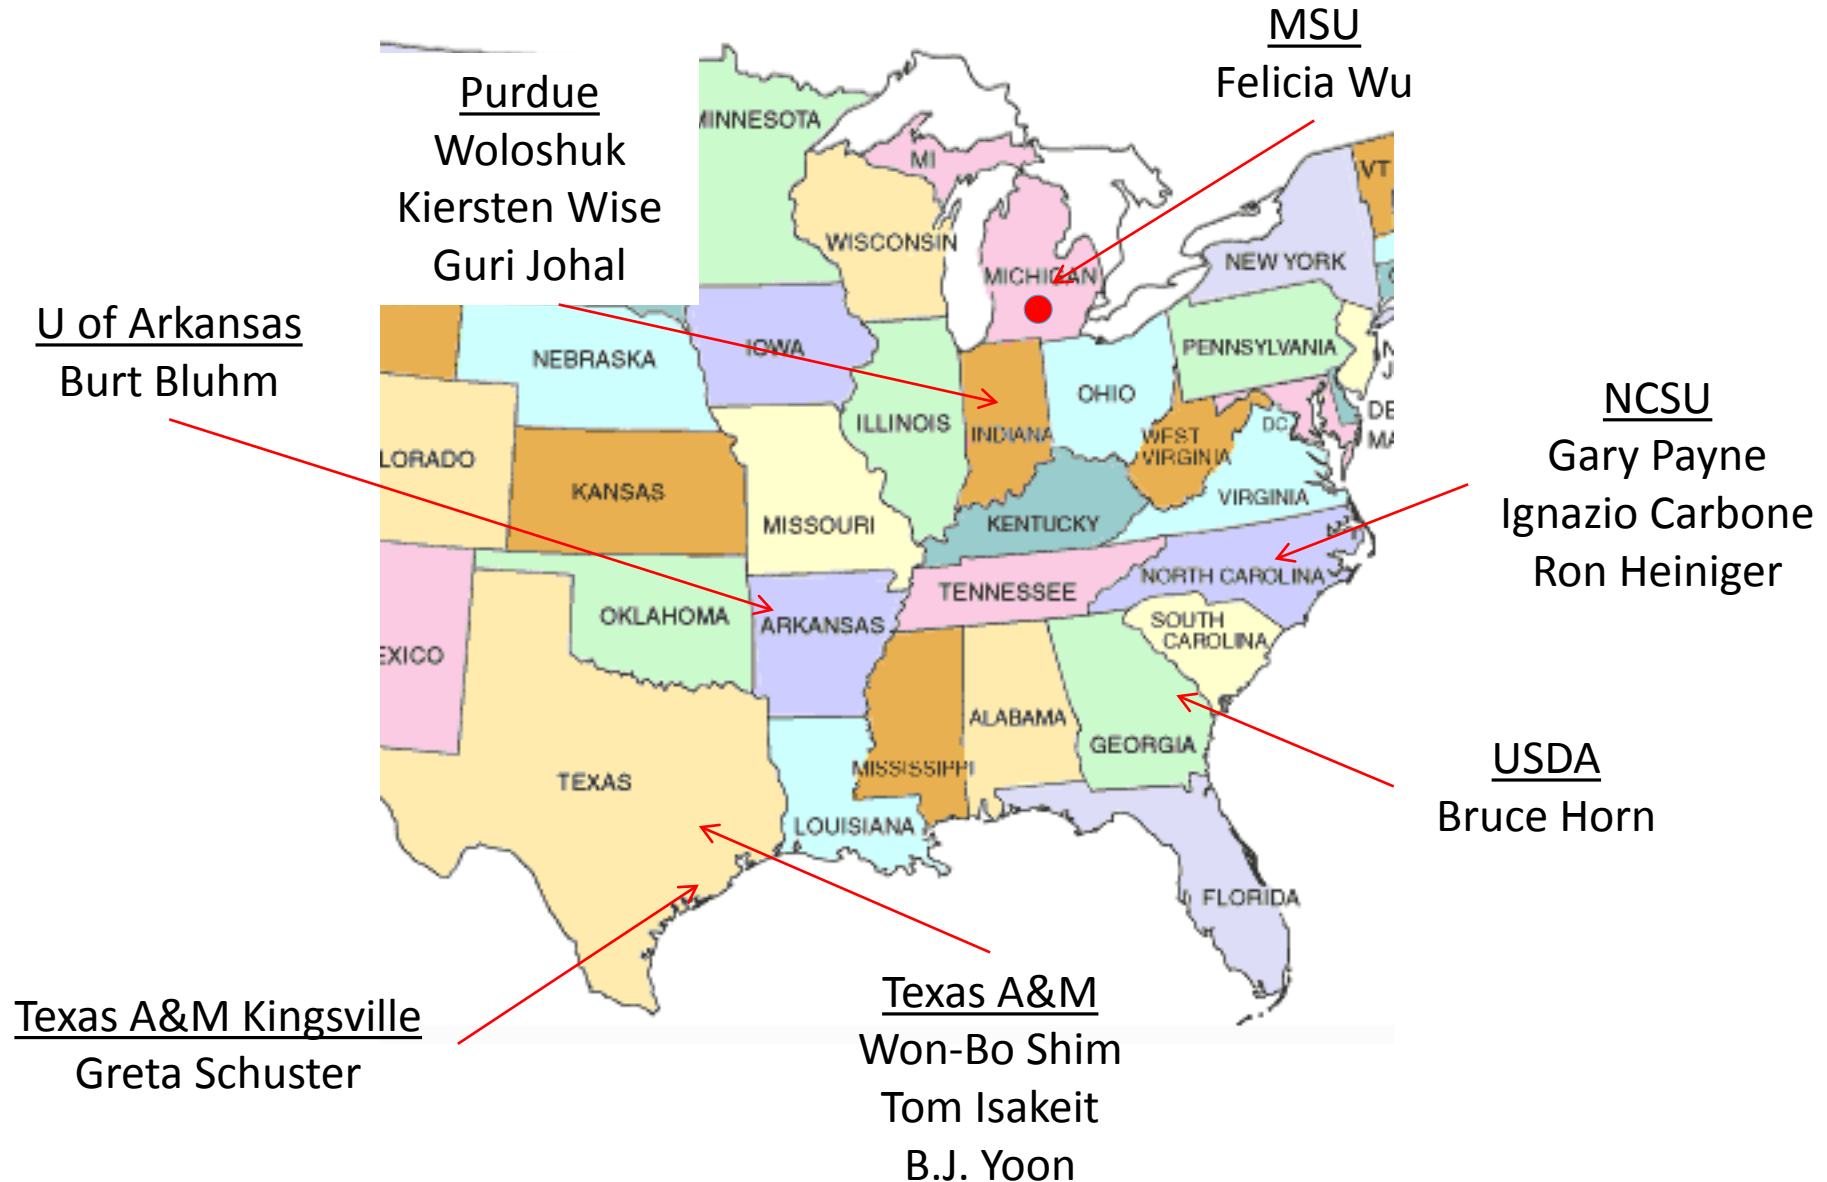 MSU
Felicia Wu
Purdue
Woloshuk
Kiersten Wise
Guri Johal
U of Arkansas
Burt Bluhm
NCSU
Gary Payne
Ignazio Carbone
Ron Heiniger
USDA
Bruce Horn
Texas A&M
Won-Bo Shim
Tom Isakeit
B.J. Yoon
Texas A&M Kingsville
Greta Schuster
MINNESOTA
MI
VT
WISCONSIN
MICHIGAN
NEW YORK
NEBRASKA
IOWA
PENNSYLVANIA
N
J
ILLINOIS
INDIANA
OHIO
DE
MA
DC
WEST
VIRGINIA
LORADO
KANSAS
MISSOURI
KENTUCKY
VIRGINIA
OKLAHOMA
ARKANSAS
TENNESSEE
NORTH CAROLINA
SOUTH
CAROLINA
EXICO
TEXAS
LOUISIANA
MISSISSIPPI
ALABAMA
GEORGIA
FLORIDA